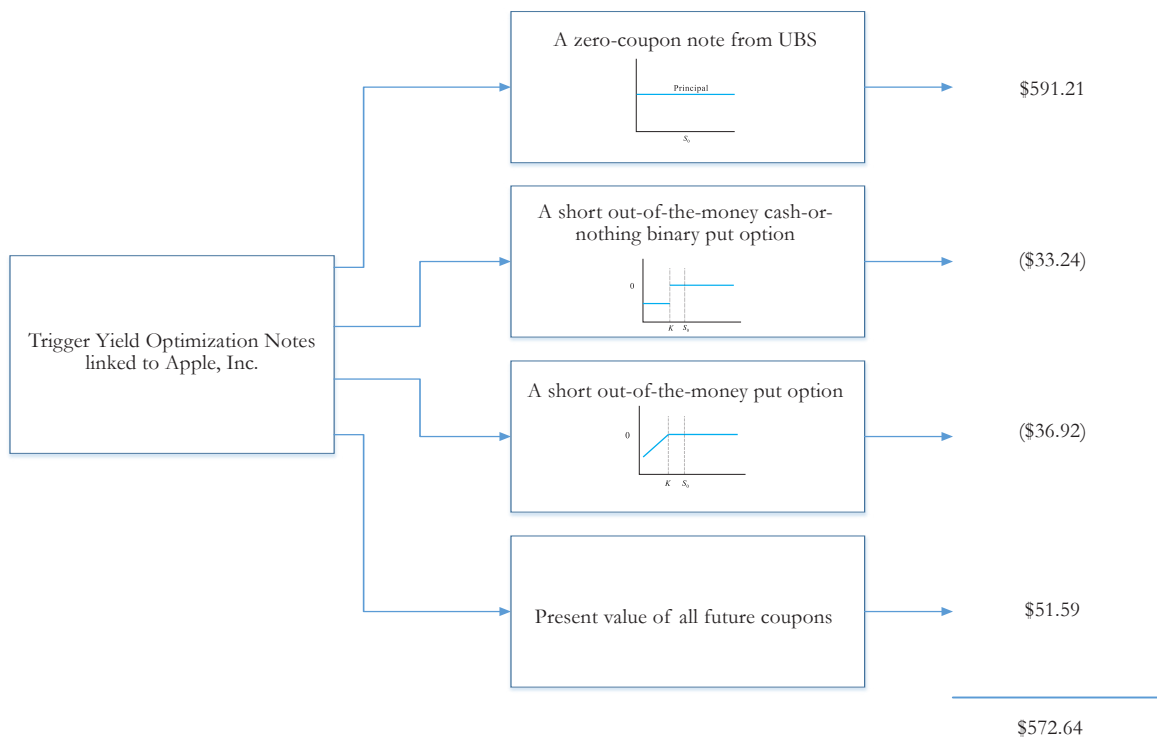 Trigger Yield Optimization Notes
linked to Apple, Inc.
A zero-coupon note from UBS
Principal
S₀
$591.21
A short out-of-the-money cash-or-
nothing binary put option
0
K S₀
($33.24)
A short out-of-the-money put option
0
K S₀
($36.92)
Present value of all future coupons
$51.59
$572.64